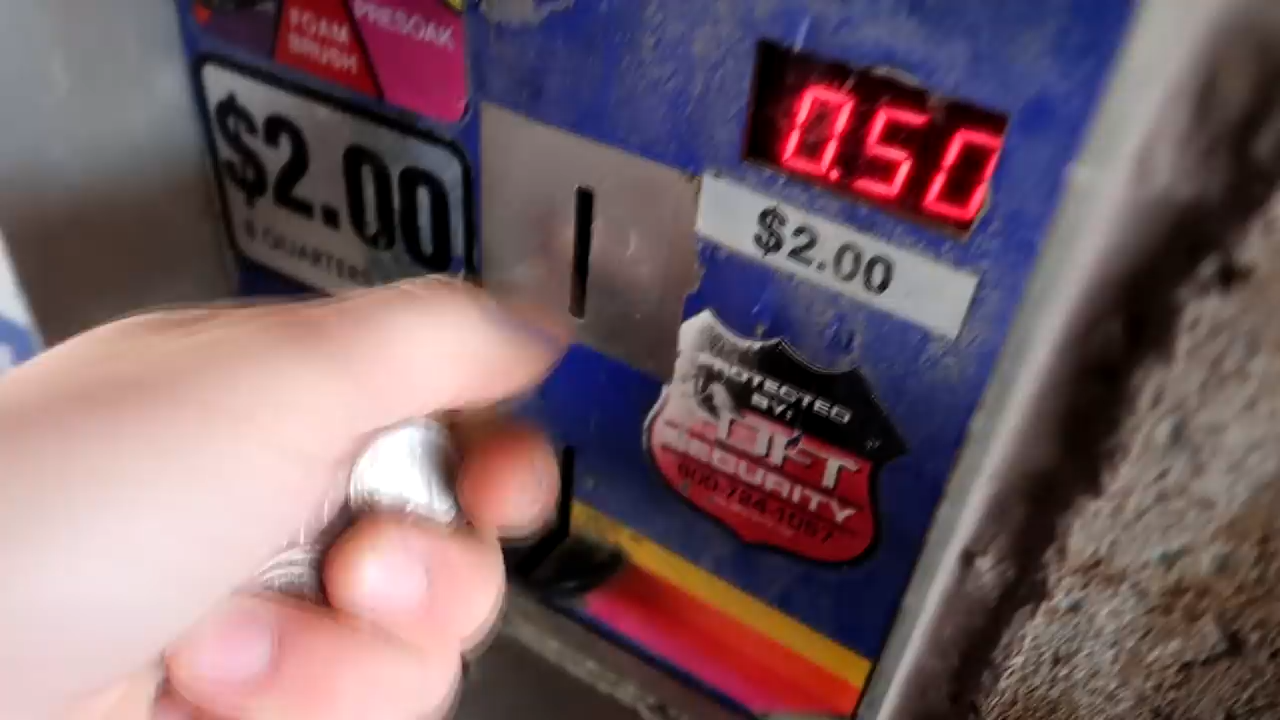 FOAM
BRUSH
PRESOAK
$2.00
8 QUARTERS
0.50
$2.00
PROTECTED
BY:
SECURITY